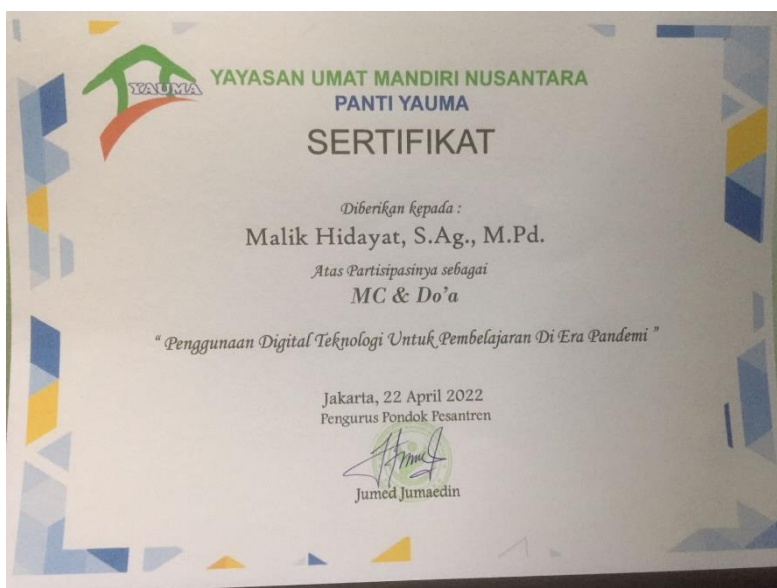 YAUMA
YAYASAN UMAT MANDIRI NUSANTARA
PANTI YAUMA
SERTIFIKAT
Diberikan kepada :
Malik Hidayat, S.Ag., M.Pd.
Atas Partisipasinya sebagai
MC & Do'a
“ Penggunaan Digital Teknologi Untuk Pembelajaran Di Era Pandemi ”
Jakarta, 22 April 2022
Pengurus Pondok Pesantren
Jumed Jumaedin